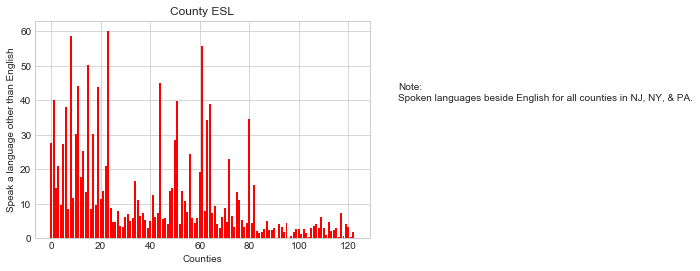 County ESL
Speak a language other than English
60
50
40
30
20
10
0
0 20 40 60 80 100 120
Counties
Note:
Spoken languages beside English for all counties in NJ, NY, & PA.